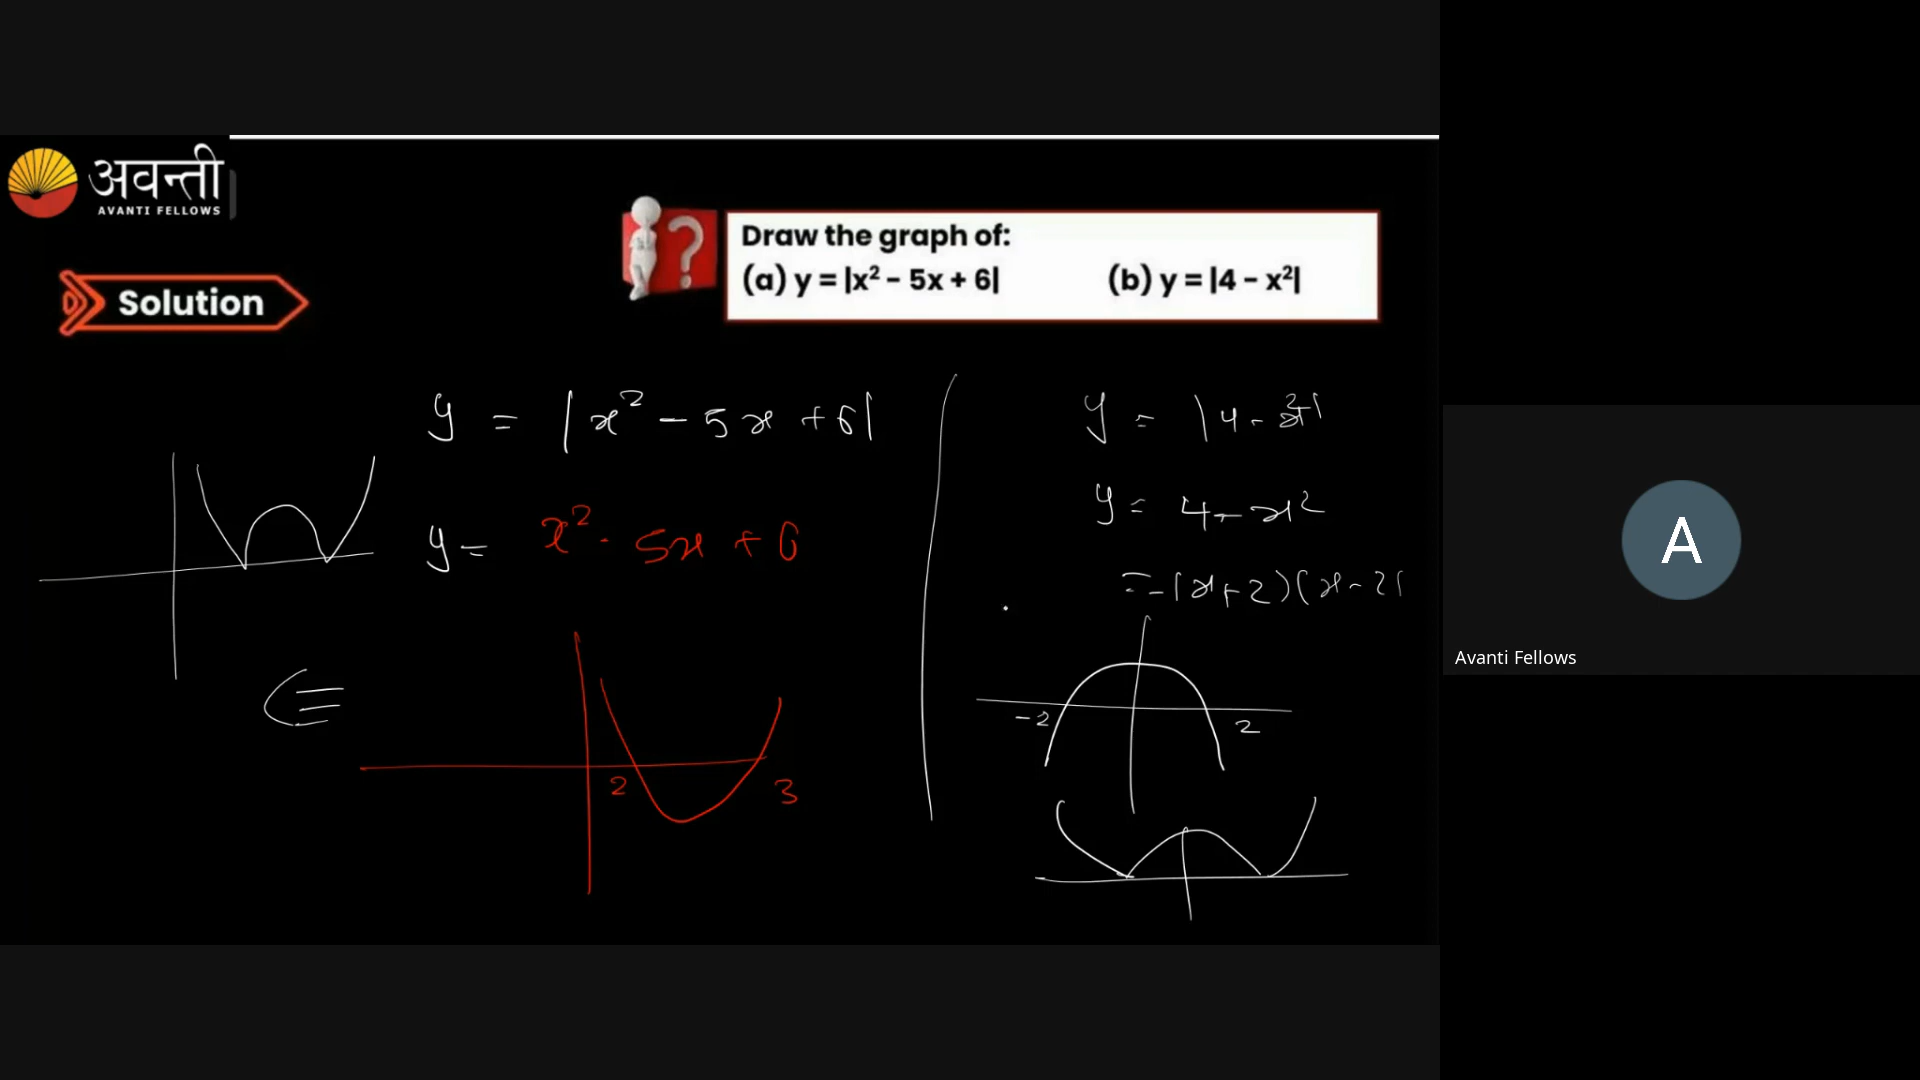 अवन्ती
AVANTI FELLOWS
Solution
Draw the graph of:
(a) y = |x² – 5x + 6| (b) y = |4 – x²|
y = |x² – 5x + 6|
y = x² - 5x + 6
2 3
y = |4 - x²|
y = 4 - x²
= -(x+2)(x-2)
-2 2
A
Avanti Fellows